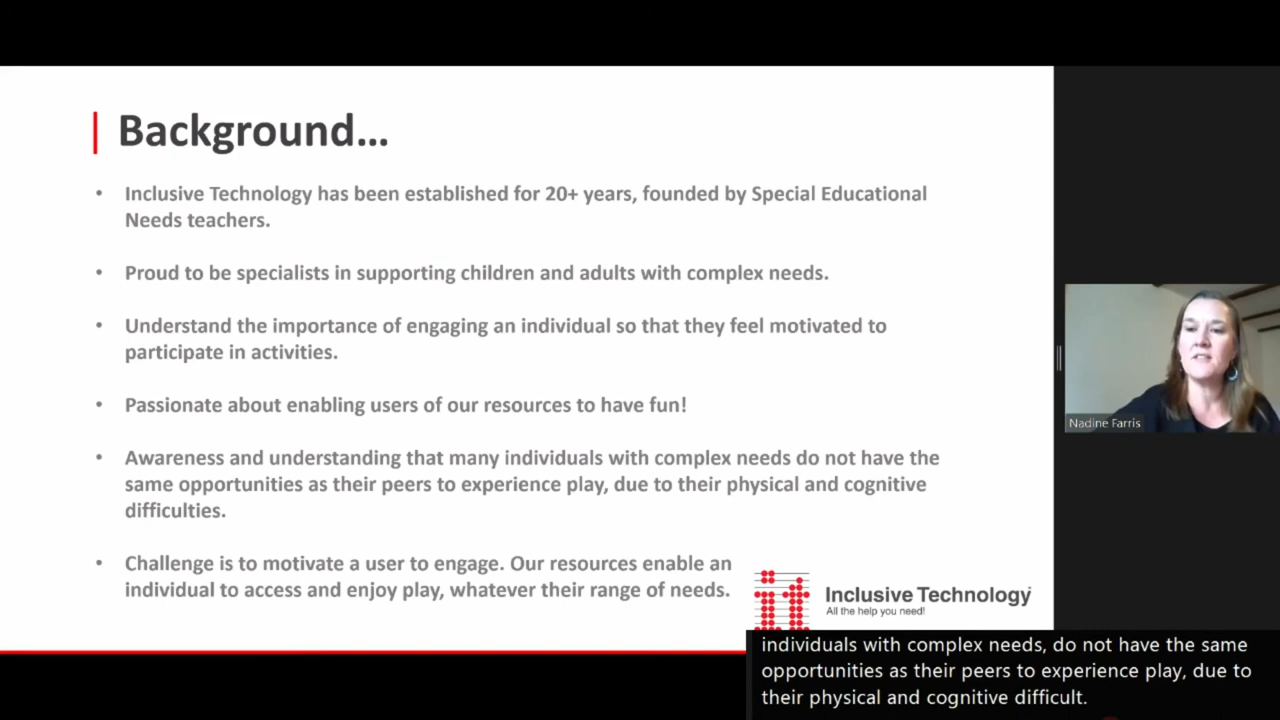 Background…
• Inclusive Technology has been established for 20+ years, founded by Special Educational
Needs teachers.
• Proud to be specialists in supporting children and adults with complex needs.
• Understand the importance of engaging an individual so that they feel motivated to
participate in activities.
• Passionate about enabling users of our resources to have fun!
• Awareness and understanding that many individuals with complex needs do not have the
same opportunities as their peers to experience play, due to their physical and cognitive
difficulties.
• Challenge is to motivate a user to engage. Our resources enable an
individual to access and enjoy play, whatever their range of needs.
it
Inclusive Technology
All the help you need!
Nadine Farris
individuals with complex needs, do not have the same
opportunities as their peers to experience play, due to
their physical and cognitive difficult.